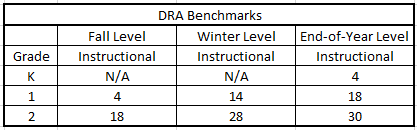 DRA Benchmarks
Fall Level Winter Level End-of-Year Level
Grade Instructional Instructional Instructional
K N/A N/A 4
1 4 14 18
2 18 28 30